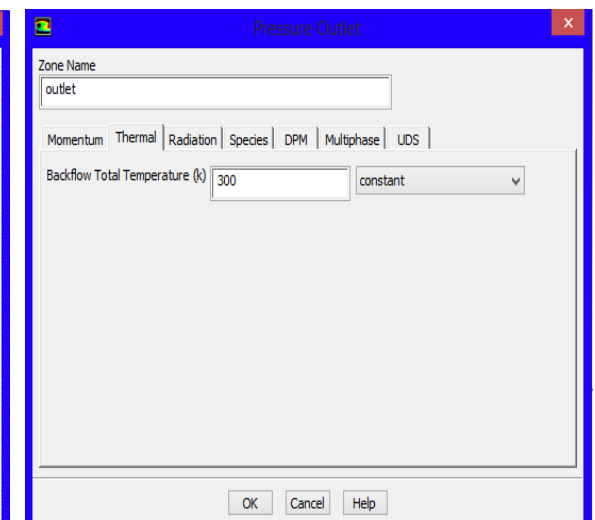 Pressure Outlet
Zone Name
outlet
Momentum Thermal Radiation Species DPM Multiphase UDS
Backflow Total Temperature (k) 300 constant
OK Cancel Help